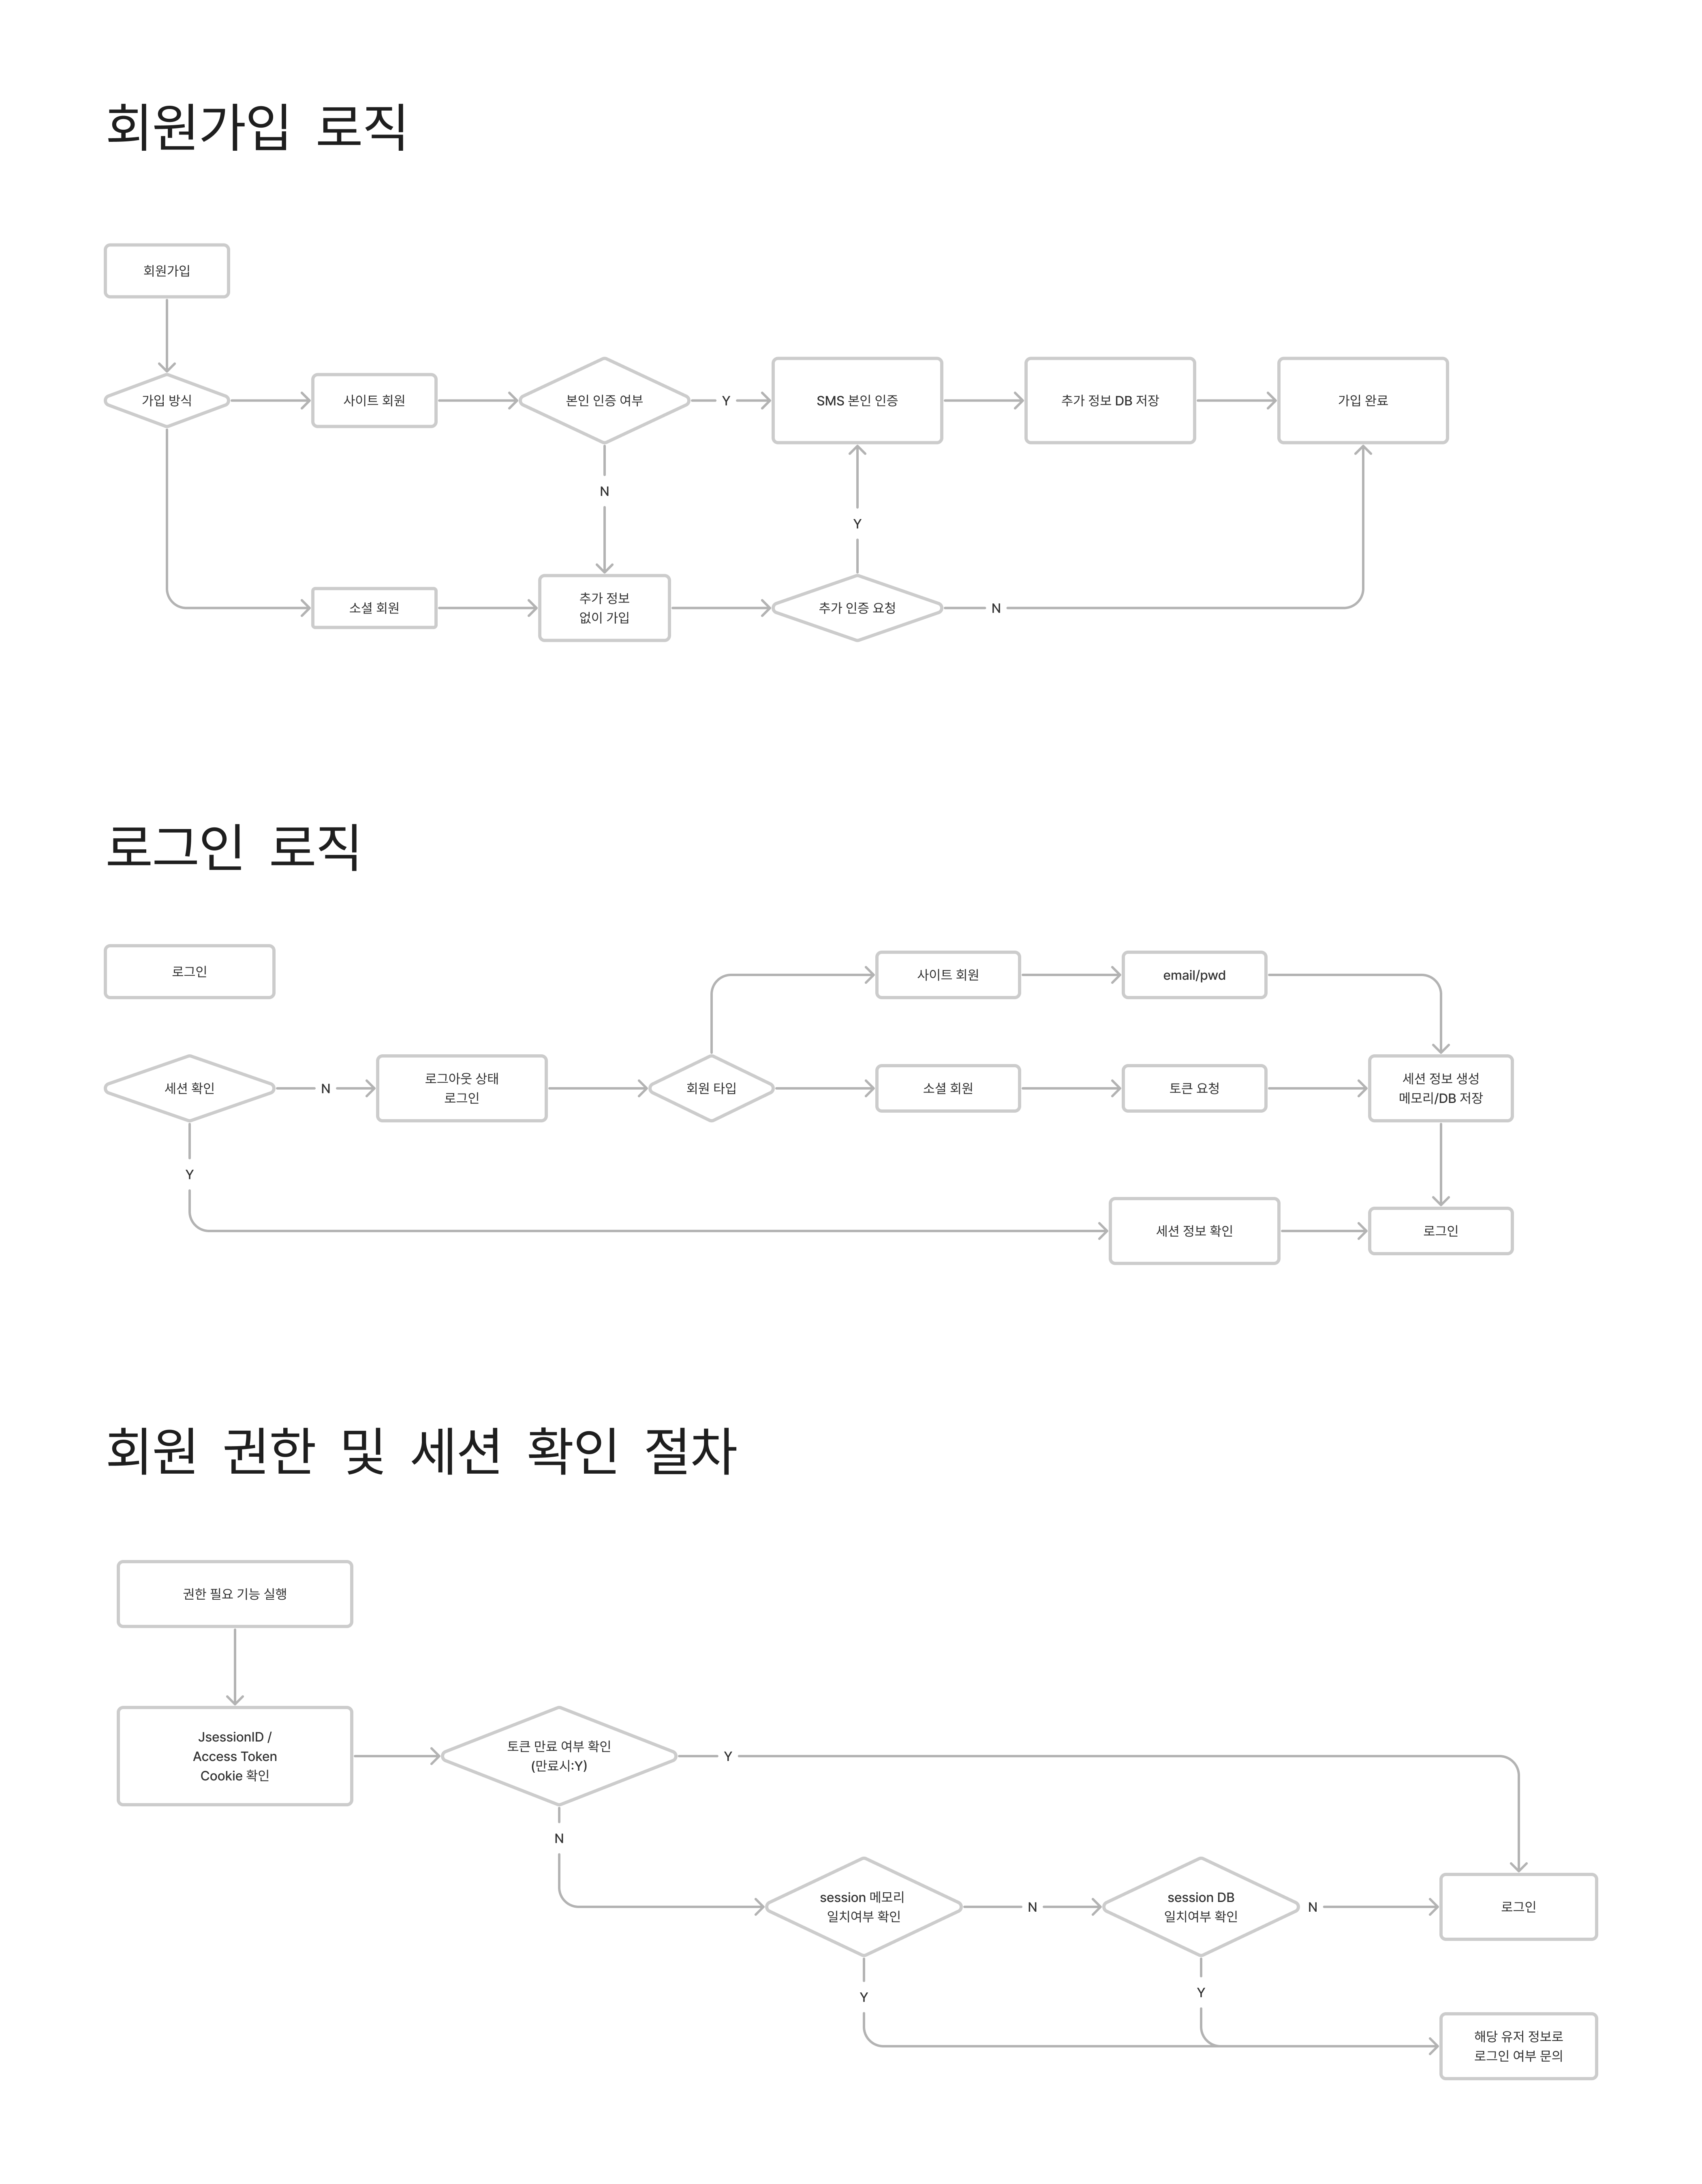 회원가입 로직
회원가입
가입 방식
사이트 회원
본인 인증 여부
Y
SMS 본인 인증
추가 정보 DB 저장
가입 완료
N
Y
소셜 회원
추가 정보
없이 가입
추가 인증 요청
N
로그인 로직
로그인
사이트 회원
email/pwd
세션 확인
N
로그아웃 상태
로그인
회원 타입
소셜 회원
토큰 요청
세션 정보 생성
메모리/DB 저장
Y
세션 정보 확인
로그인
회원 권한 및 세션 확인 절차
권한 필요 기능 실행
JsessionID /
Access Token
Cookie 확인
토큰 만료 여부 확인
(만료시:Y)
Y
N
session 메모리
일치여부 확인
N
session DB
일치여부 확인
N
로그인
Y
Y
해당 유저 정보로
로그인 여부 문의